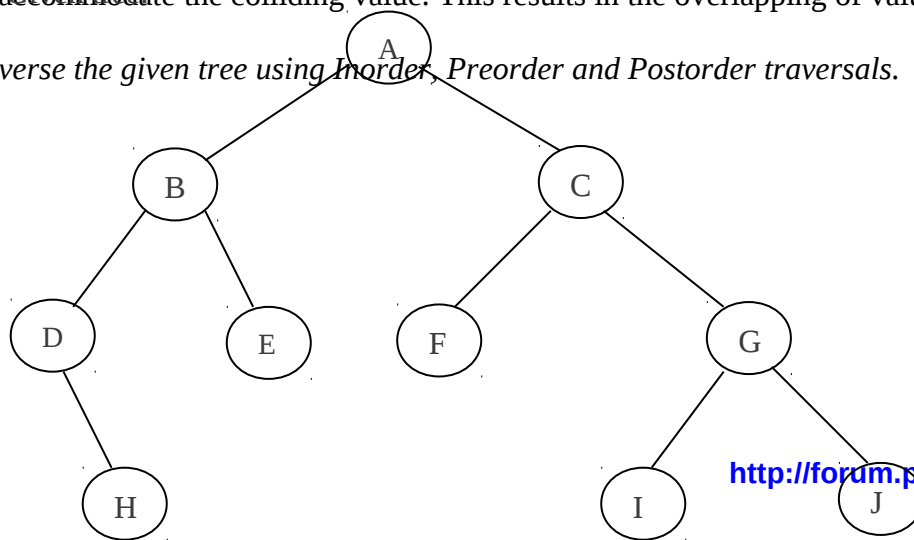 accommodate the colliding value. This results in the overlapping of
A
verse the given tree using Inorder, Preorder and Postorder traversals.
B
C
D
E
F
G
http://forum.p
H
I
J